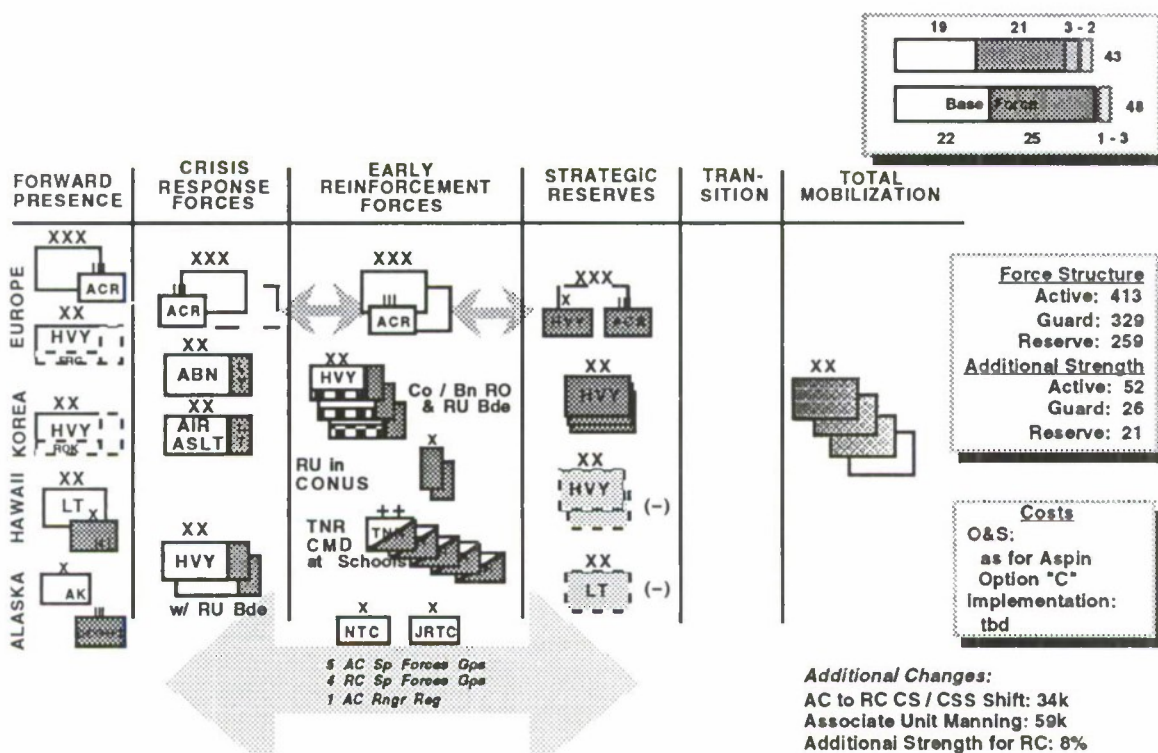 19 21 3 - 2
43
Base Force
48
22 25 1 - 3
FORWARD PRESENCE
CRISIS RESPONSE FORCES
EARLY REINFORCEMENT FORCES
STRATEGIC RESERVES
TRAN-SITION
TOTAL MOBILIZATION
EUROPE
XXX
ACR
XX
HVY
KOREA
XX
HVY
ROK
HAWAII
XX
LT
X
ALASKA
X
AK
III
XXX
III
ACR
XX
ABN
XX
AIR ASLT
XX
HVY
w/ RU Bde
XXX
III
ACR
XX
HVY
Co / Bn RO & RU Bde
RU in CONUS
X
++
TNR CMD at Schools
X X
NTC JRTC
5 AC Sp Forces Gps
4 RC Sp Forces Gps
1 AC Rngr Reg
XXX
X
HVY ACR
XX
HVY
XX
HVY (-)
XX
LT (-)
XX
Force Structure
Active: 413
Guard: 329
Reserve: 259
Additional Strength
Active: 52
Guard: 26
Reserve: 21
Costs
O&S:
as for Aspin
Option "C"
Implementation:
tbd
Additional Changes:
AC to RC CS / CSS Shift: 34k
Associate Unit Manning: 59k
Additional Strength for RC: 8%